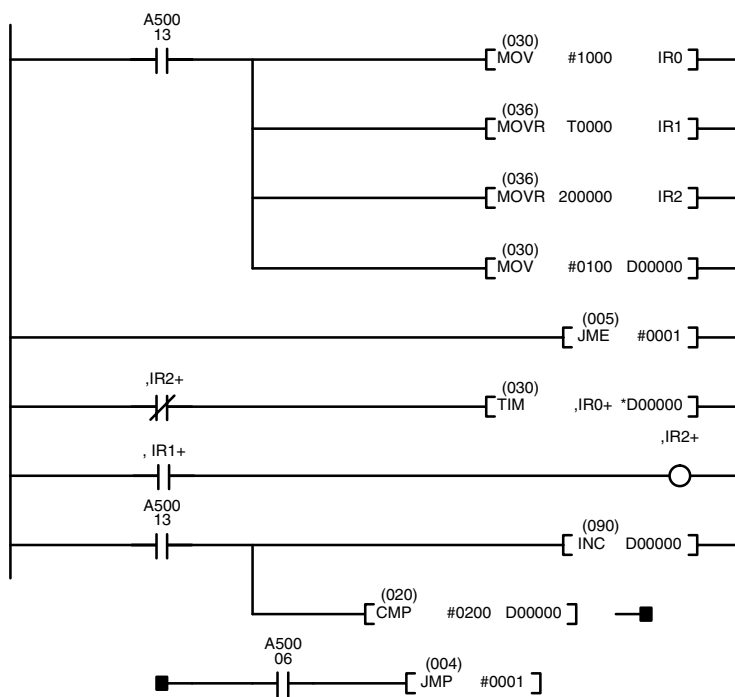 A500
13
(030)
MOV #1000 IR0
(036)
MOVR T0000 IR1
(036)
MOVR 200000 IR2
(030)
MOV #0100 D00000
(005)
JME #0001
,IR2+
(030)
TIM ,IR0+ *D00000
, IR1+
,IR2+
A500
13
(090)
INC D00000
(020)
CMP #0200 D00000
A500
06
(004)
JMP #0001